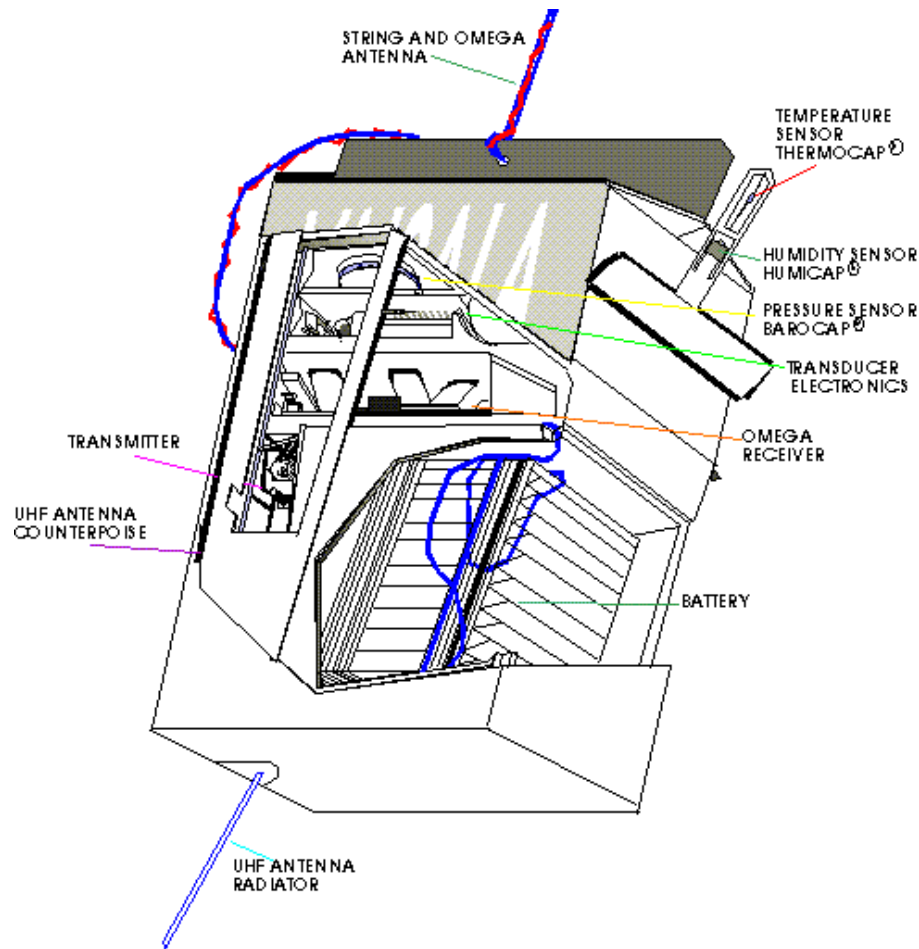 STRING AND OMEGA
ANTENNA
TEMPERATURE
SENSOR
THERMOCAP
HUMIDITY SENSOR
HUMICAP
PRESSURE SENSOR
BAROCAP
TRANSDUCER
ELECTRONICS
OMEGA
RECEIVER
TRANSMITTER
UHF ANTENNA
COUNTERPOISE
BATTERY
UHF ANTENNA
RADIATOR